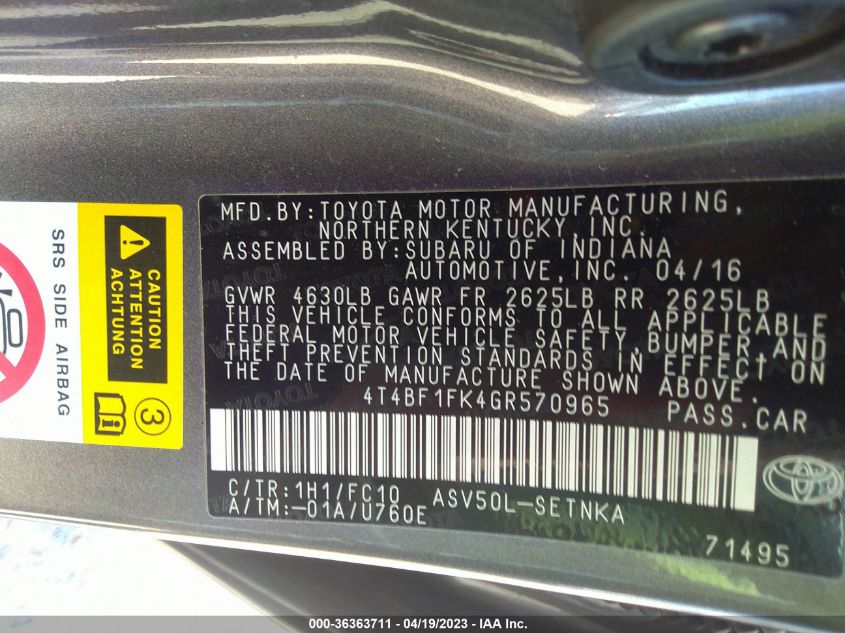 SRS SIDE AIRBAG
CAUTION
ATTENTION
ACHTUNG
3
MFD.BY:TOYOTA MOTOR MANUFACTURING,
NORTHERN KENTUCKY,INC.
ASSEMBLED BY:SUBARU OF INDIANA
AUTOMOTIVE,INC. 04/16
GVWR 4630LB GAWR FR 2625LB RR 2625LB
THIS VEHICLE CONFORMS TO ALL APPLICABLE
FEDERAL MOTOR VEHICLE SAFETY,BUMPER,AND
THEFT PREVENTION STANDARDS IN EFFECT ON
THE DATE OF MANUFACTURE SHOWN ABOVE.
4T4BF1FK4GR570965 PASS.CAR
C/TR:1H1/FC10 ASV50L-SETNKA
A/TM:-01A/U760E
71495
000-36363711 - 04/19/2023 - IAA Inc.